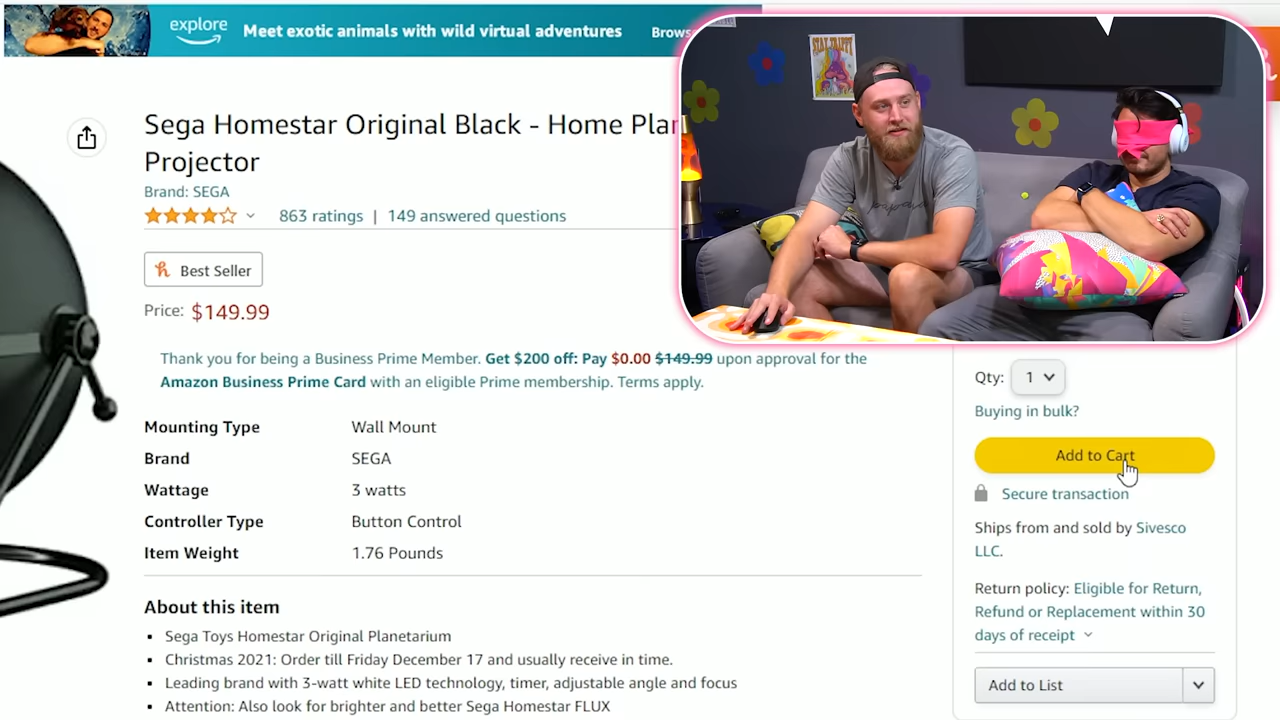 explore
Meet exotic animals with wild virtual adventures
Brows
STAY TRIPPY
Sega Homestar Original Black - Home Plan
Projector
Brand: SEGA
863 ratings | 149 answered questions
Best Seller
Price: $149.99
Thank you for being a Business Prime Member. Get $200 off: Pay $0.00 $149.99 upon approval for the
Amazon Business Prime Card with an eligible Prime membership. Terms apply.
Mounting Type Wall Mount
Brand SEGA
Wattage 3 watts
Controller Type Button Control
Item Weight 1.76 Pounds
About this item
• Sega Toys Homestar Original Planetarium
• Christmas 2021: Order till Friday December 17 and usually receive in time.
• Leading brand with 3-watt white LED technology, timer, adjustable angle and focus
• Attention: Also look for brighter and better Sega Homestar FLUX
Qty: 1
Buying in bulk?
Add to Cart
Secure transaction
Ships from and sold by Sivesco
LLC.
Return policy: Eligible for Return,
Refund or Replacement within 30
days of receipt
Add to List